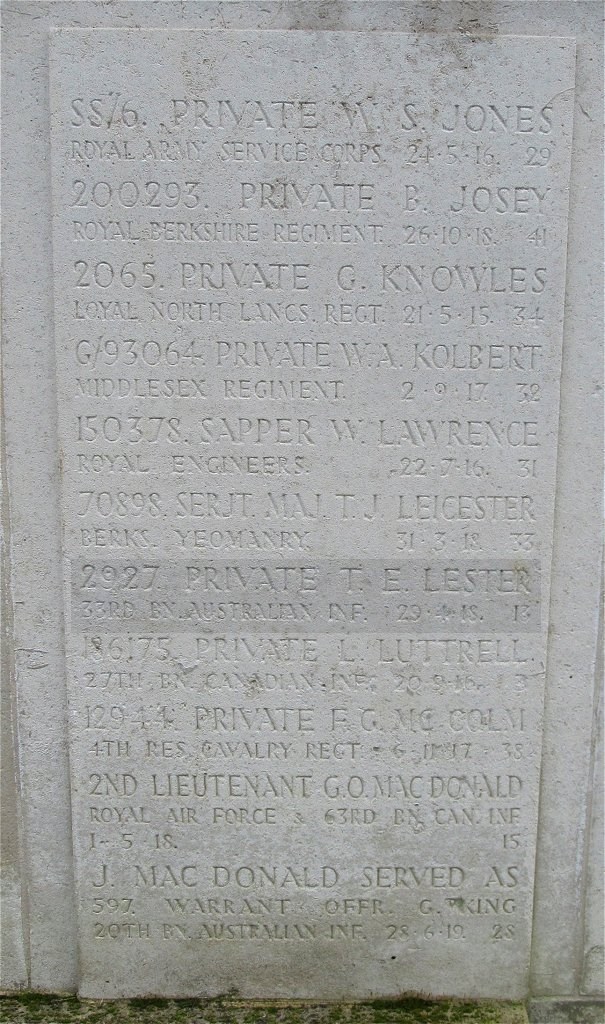 SS/6. PRIVATE W. S. JONES
ROYAL ARMY SERVICE CORPS. 24·5·16. 29
200293. PRIVATE B. JOSEY
ROYAL BERKSHIRE REGIMENT. 26·10·18. 41
2065. PRIVATE G. KNOWLES
LOYAL NORTH LANCS. REGT. 21·5·15. 34
G/93064. PRIVATE W. A. KOLBERT
MIDDLESEX REGIMENT. 2·9·17. 32
150378. SAPPER W. LAWRENCE
ROYAL ENGINEERS. 22·7·16. 31
70898. SERJT. MAJ. T. J. LEICESTER
BERKS. YEOMANRY. 31·3·18. 33
2927. PRIVATE T. E. LESTER
33RD BN. AUSTRALIAN INF. 29·4·18. 13
186175. PRIVATE L. LUTTRELL
27TH BN. CANADIAN INF. 3
12944. PRIVATE F. G. MC COLM
4TH RES. CAVALRY REGT. 6·11·17. 38
2ND LIEUTENANT G. O. MAC DONALD
ROYAL AIR FORCE & 63RD BN. CAN. INF.
1·5·18. 15
J. MAC DONALD SERVED AS
597. WARRANT OFFR. G. KING
20TH BN. AUSTRALIAN INF. 28·6·19. 28